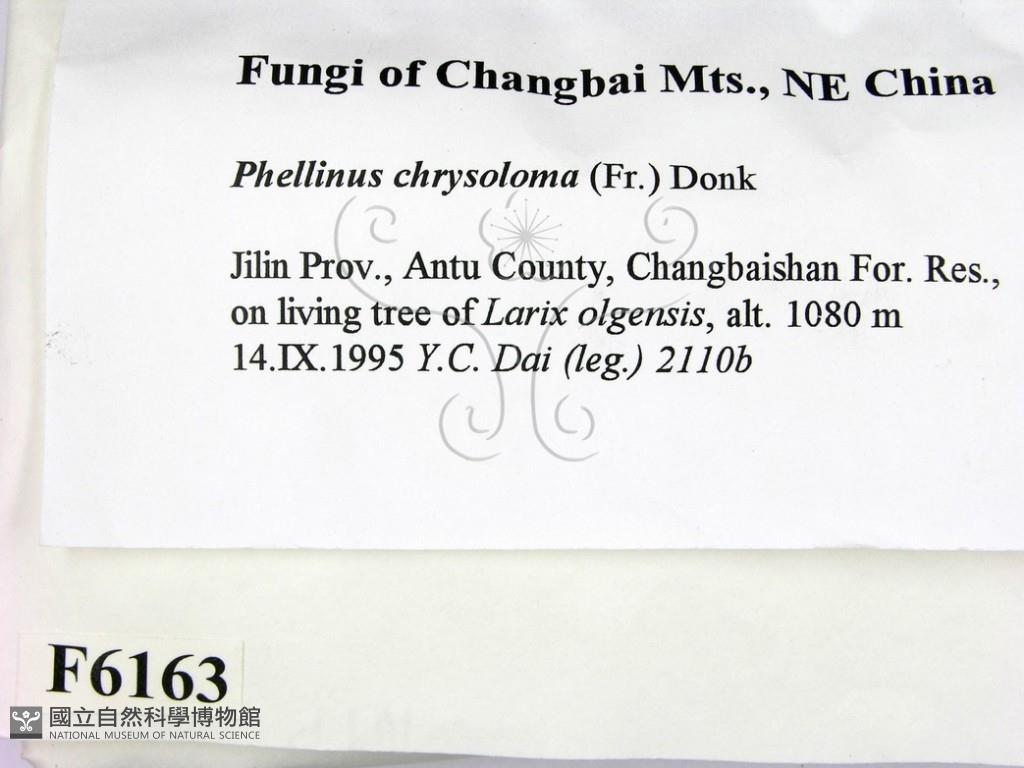 Fungi of Changbai Mts., NE China
Phellinus chrysoloma (Fr.) Donk
Jilin Prov., Antu County, Changbaishan For. Res.,
on living tree of Larix olgensis, alt. 1080 m
14.IX.1995 Y.C. Dai (leg.) 2110b
F6163
國立自然科學博物館
NATIONAL MUSEUM OF NATURAL SCIENCE